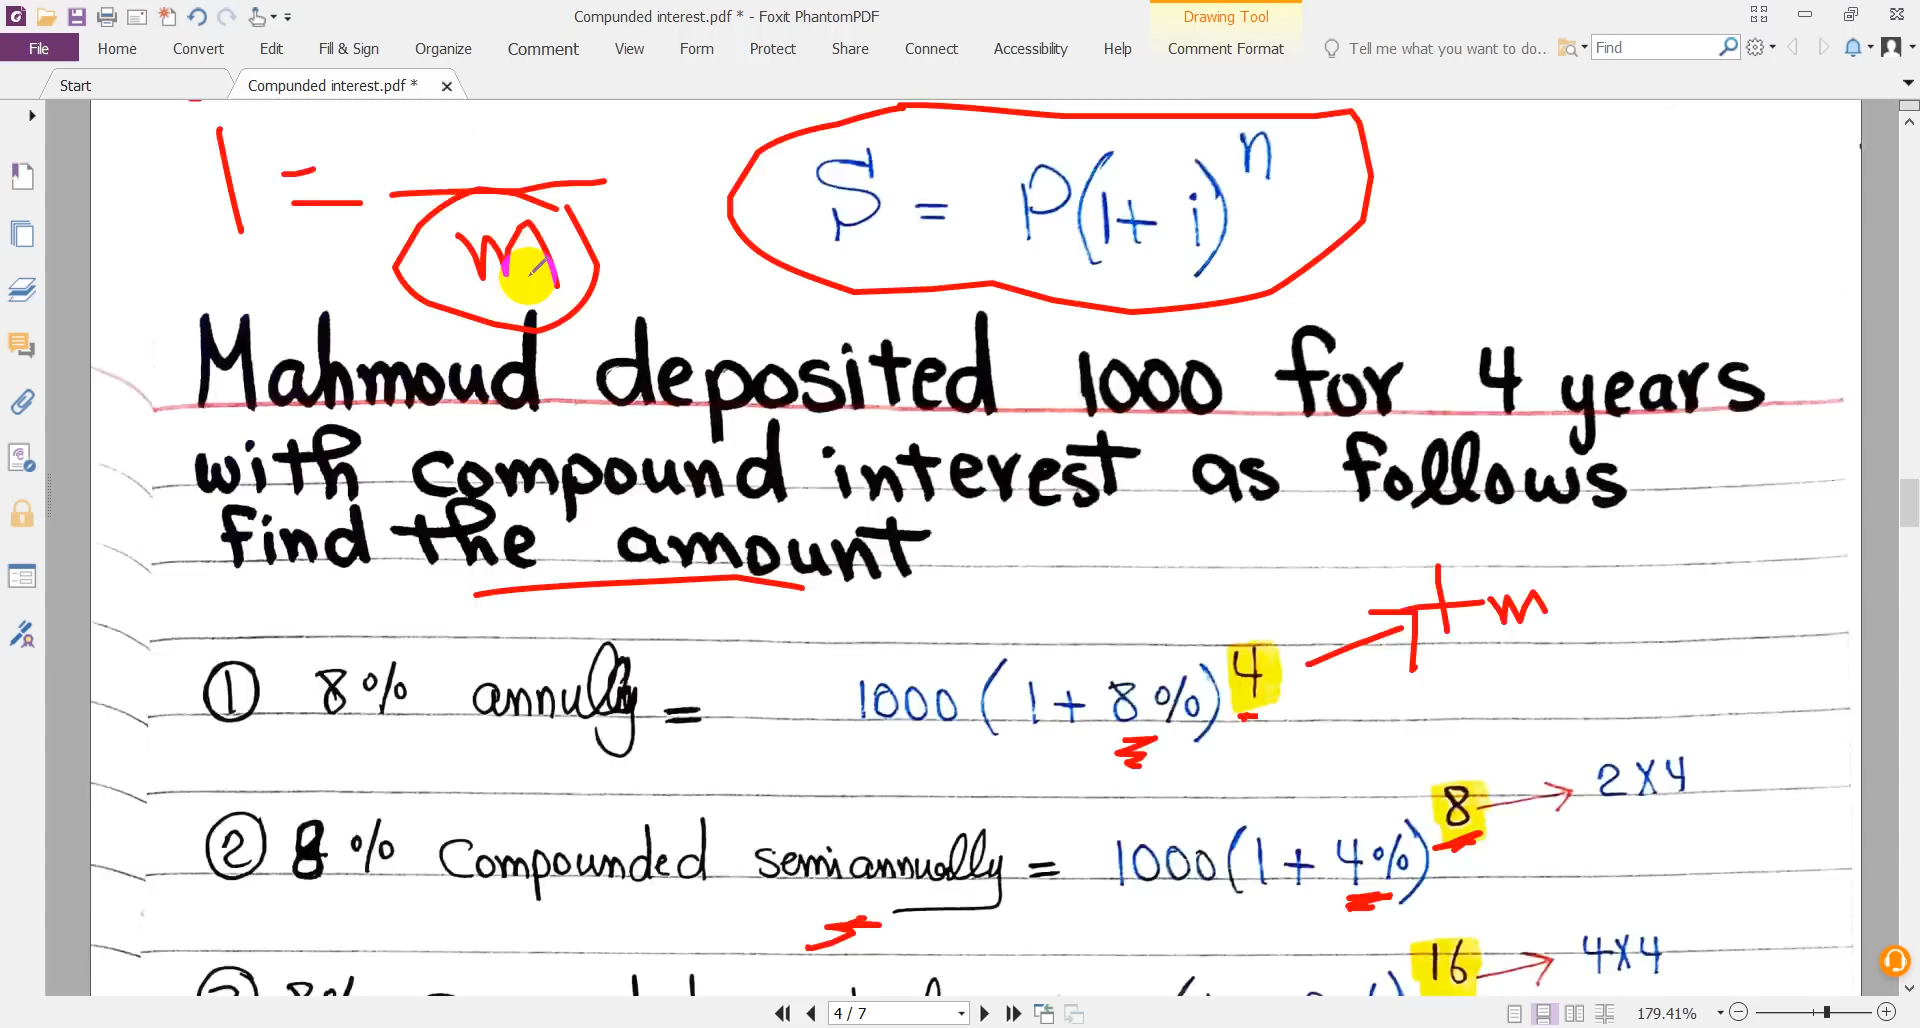 Compunded interest.pdf * - Foxit PhantomPDF
Drawing Tool
File Home Convert Edit Fill & Sign Organize Comment View Form Protect Share Connect Accessibility Help Comment Format Tell me what you want to do... Find
Start Compunded interest.pdf *
i = m
S = P(1 + i)^n
Mahmoud deposited 1000 for 4 years
with compound interest as follows
find the amount
t m
① 8% annully = 1000 (1 + 8%)^4
② 8% Compounded semiannually = 1000 (1 + 4%)^8 → 2 X 4
16 → 4X4
4 / 7
179.41%